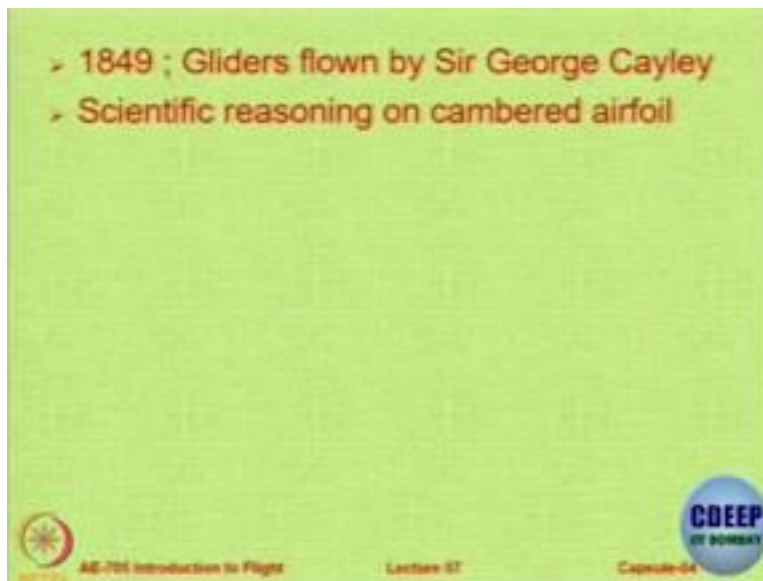 1849 ; Gliders flown by Sir George Cayley
Scientific reasoning on cambered airfoil
CDEEP
IIT BOMBAY
NPTEL
AE-705 Introduction to Flight Lecture 07 Capsule-04